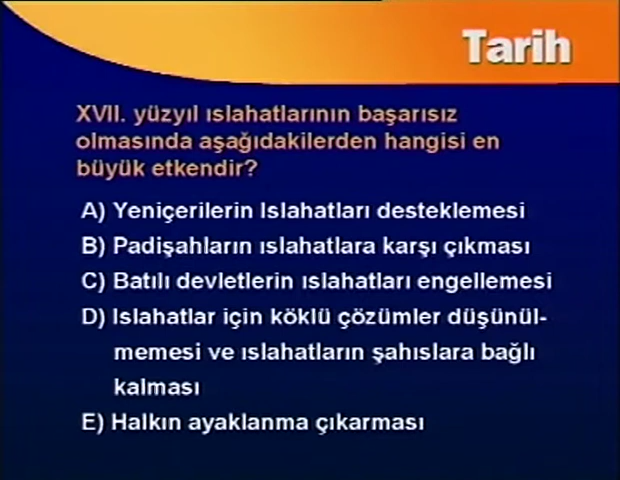 Tarih
XVII. yüzyıl ıslahatlarının başarısız
olmasında aşağıdakilerden hangisi en
büyük etkendir?
A) Yeniçerilerin Islahatları desteklemesi
B) Padişahların ıslahatlara karşı çıkması
C) Batılı devletlerin ıslahatları engellemesi
D) Islahatlar için köklü çözümler düşünül-
memesi ve ıslahatların şahıslara bağlı
kalması
E) Halkın ayaklanma çıkarması